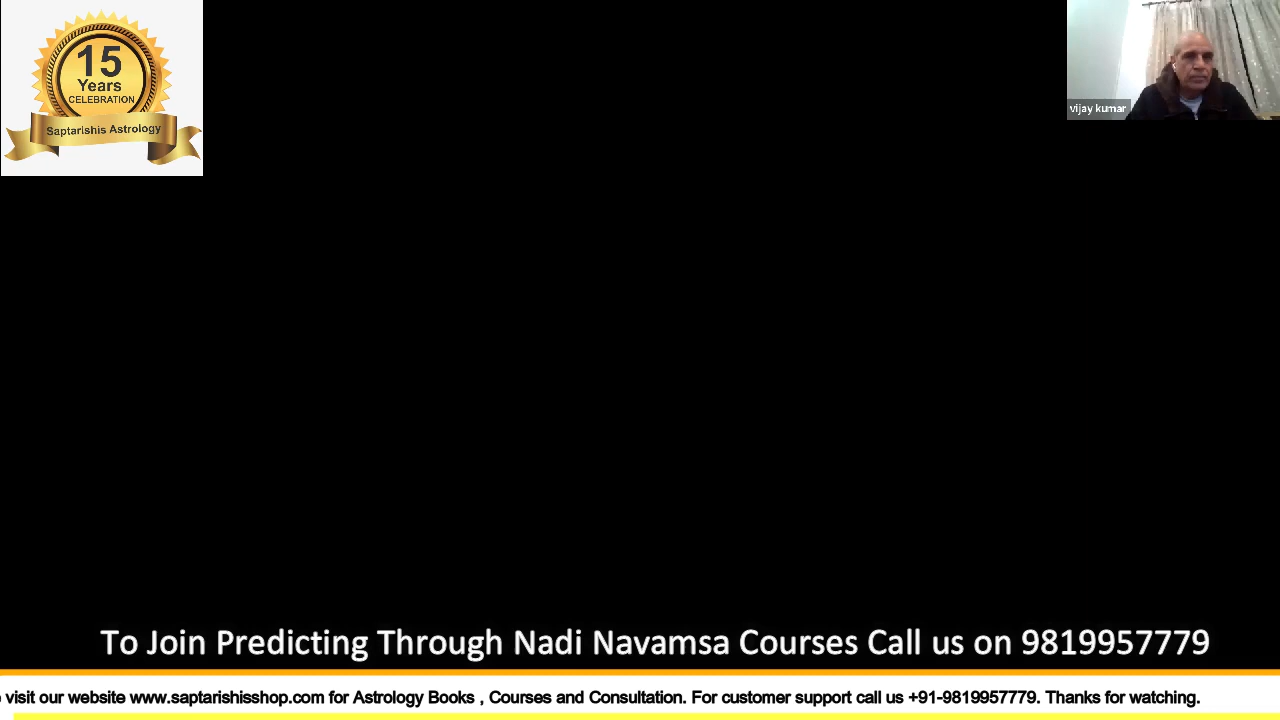 15
Years
CELEBRATION
Saptarishis Astrology
vijay kumar
To Join Predicting Through Nadi Navamsa Courses Call us on 9819957779
visit our website www.saptarishisshop.com for Astrology Books , Courses and Consultation. For customer support call us +91-9819957779. Thanks for watching.